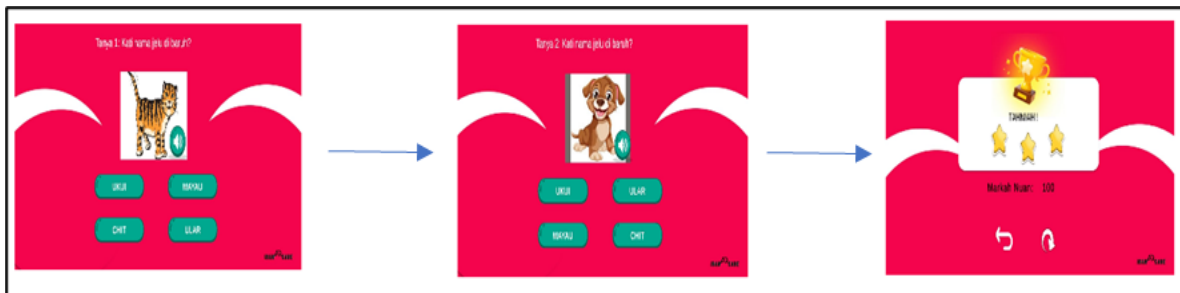 Tanya 1: Kati nama jelu di baruh?
UKUI
MAYAU
CHIT
ULAR
Tanya 2: Kati nama jelu di baruh?
UKUI
ULAR
MAYAU
CHIT
TAHNIAH!
Markah Nuan: 100